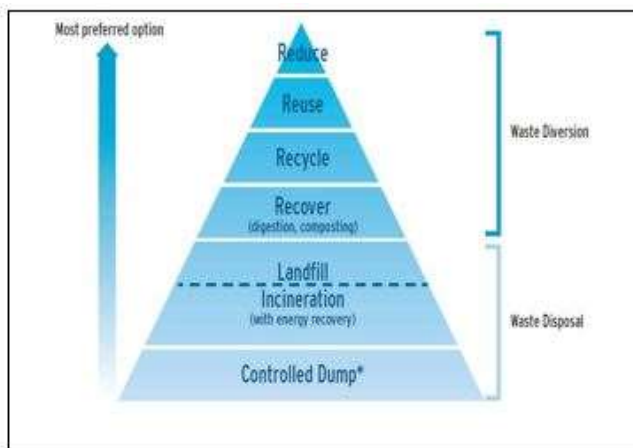 Most preferred option
Reduce
Reuse
Recycle
Recover
(digestion, composting)
Waste Diversion
Landfill
Incineration
(with energy recovery)
Waste Disposal
Controlled Dump*